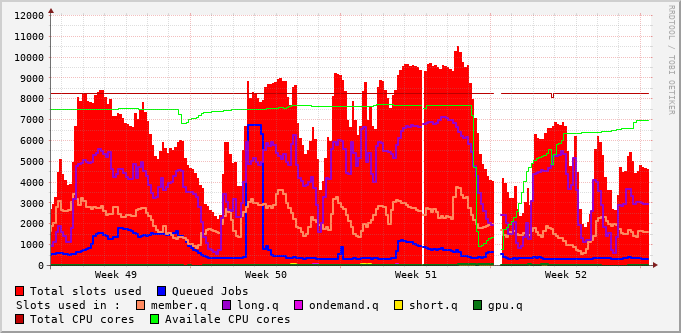 RRDTOOL / TOBI OETIKER
12000
11000
10000
9000
8000
7000
6000
5000
4000
3000
2000
1000
0
Week 49 Week 50 Week 51 Week 52
Total slots used Queued Jobs
Slots used in : member.q long.q ondemand.q short.q gpu.q
Total CPU cores Availale CPU cores